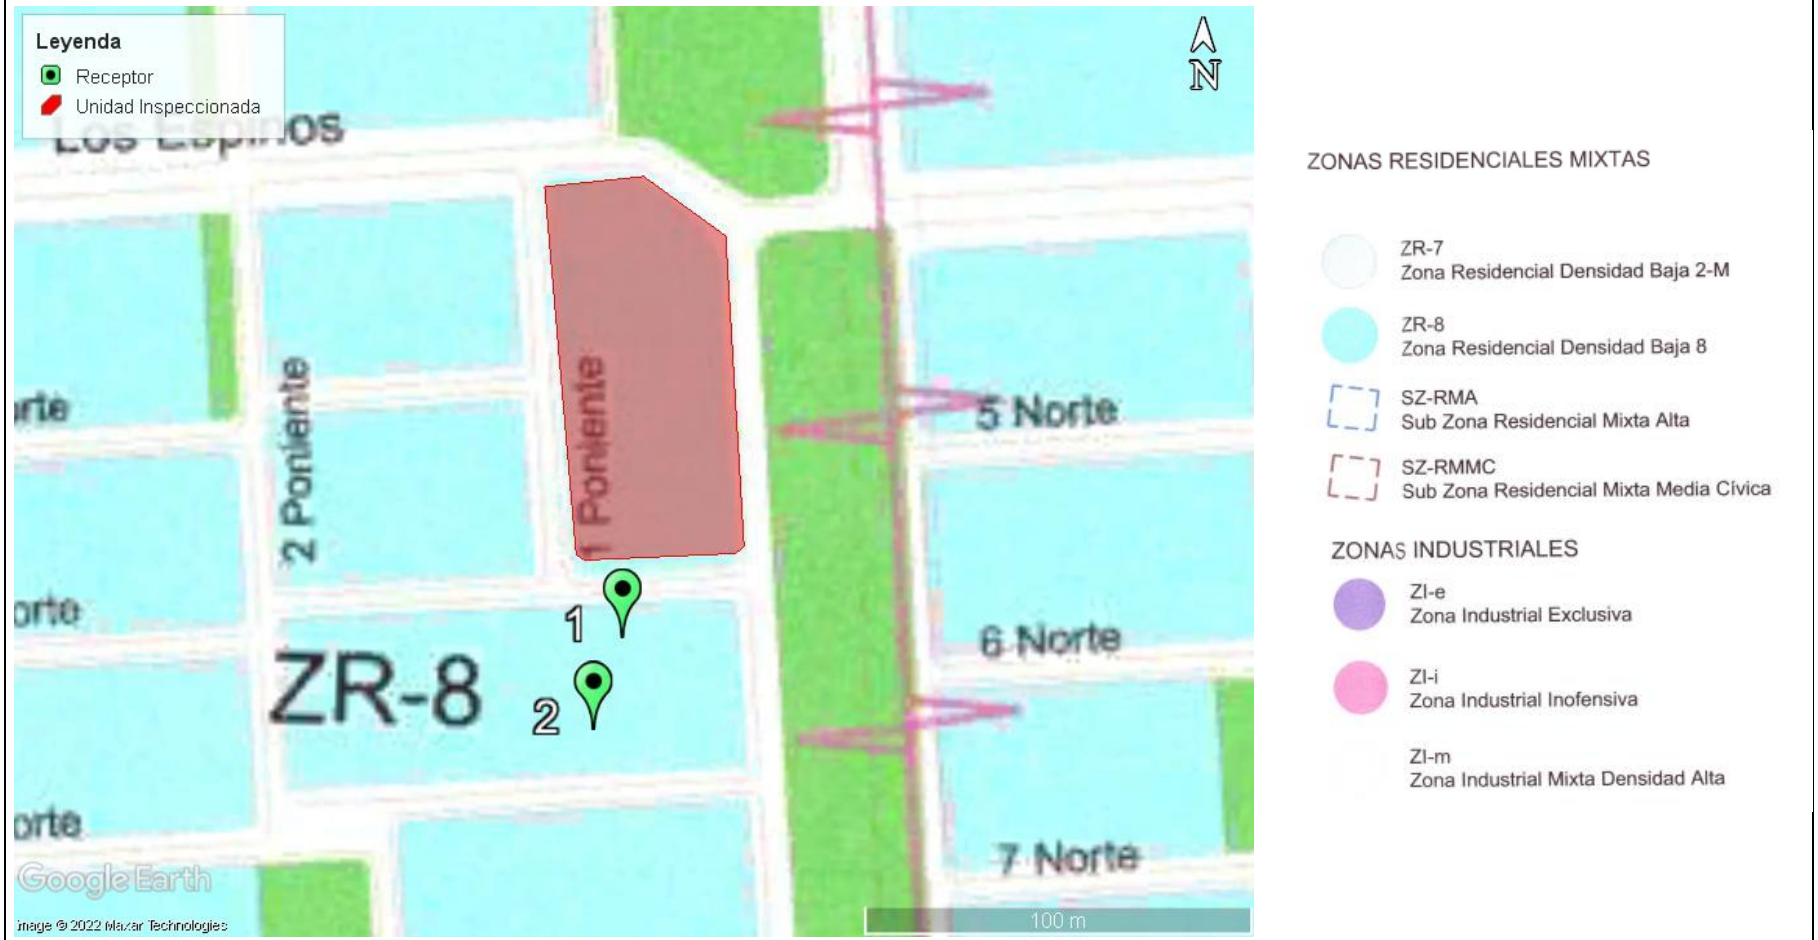 Leyenda
Receptor
Unidad Inspeccionada
Los Espinos
N
2 Poniente
1 Poniente
orte
5 Norte
orte
1
6 Norte
ZR-8
2
orte
7 Norte
Google Earth
Image © 2022 Maxar Technologies
100 m
ZONAS RESIDENCIALES MIXTAS
ZR-7
Zona Residencial Densidad Baja 2-M
ZR-8
Zona Residencial Densidad Baja 8
SZ-RMA
Sub Zona Residencial Mixta Alta
SZ-RMMC
Sub Zona Residencial Mixta Media Cívica
ZONAS INDUSTRIALES
ZI-e
Zona Industrial Exclusiva
ZI-i
Zona Industrial Inofensiva
ZI-m
Zona Industrial Mixta Densidad Alta